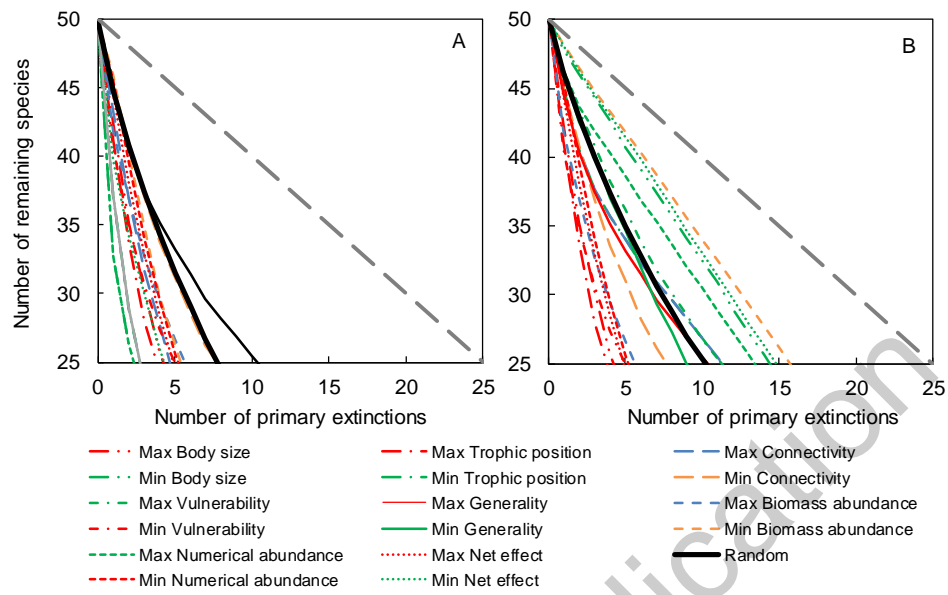 A
B
Number of remaining species
50
45
40
35
30
25
0 5 10 15 20 25
Number of primary extinctions
50
45
40
35
30
25
0 5 10 15 20 25
Number of primary extinctions
Max Body size
Min Body size
Max Vulnerability
Min Vulnerability
Max Numerical abundance
Min Numerical abundance
Max Trophic position
Min Trophic position
Max Generality
Min Generality
Max Net effect
Min Net effect
Max Connectivity
Min Connectivity
Max Biomass abundance
Min Biomass abundance
Random
lication